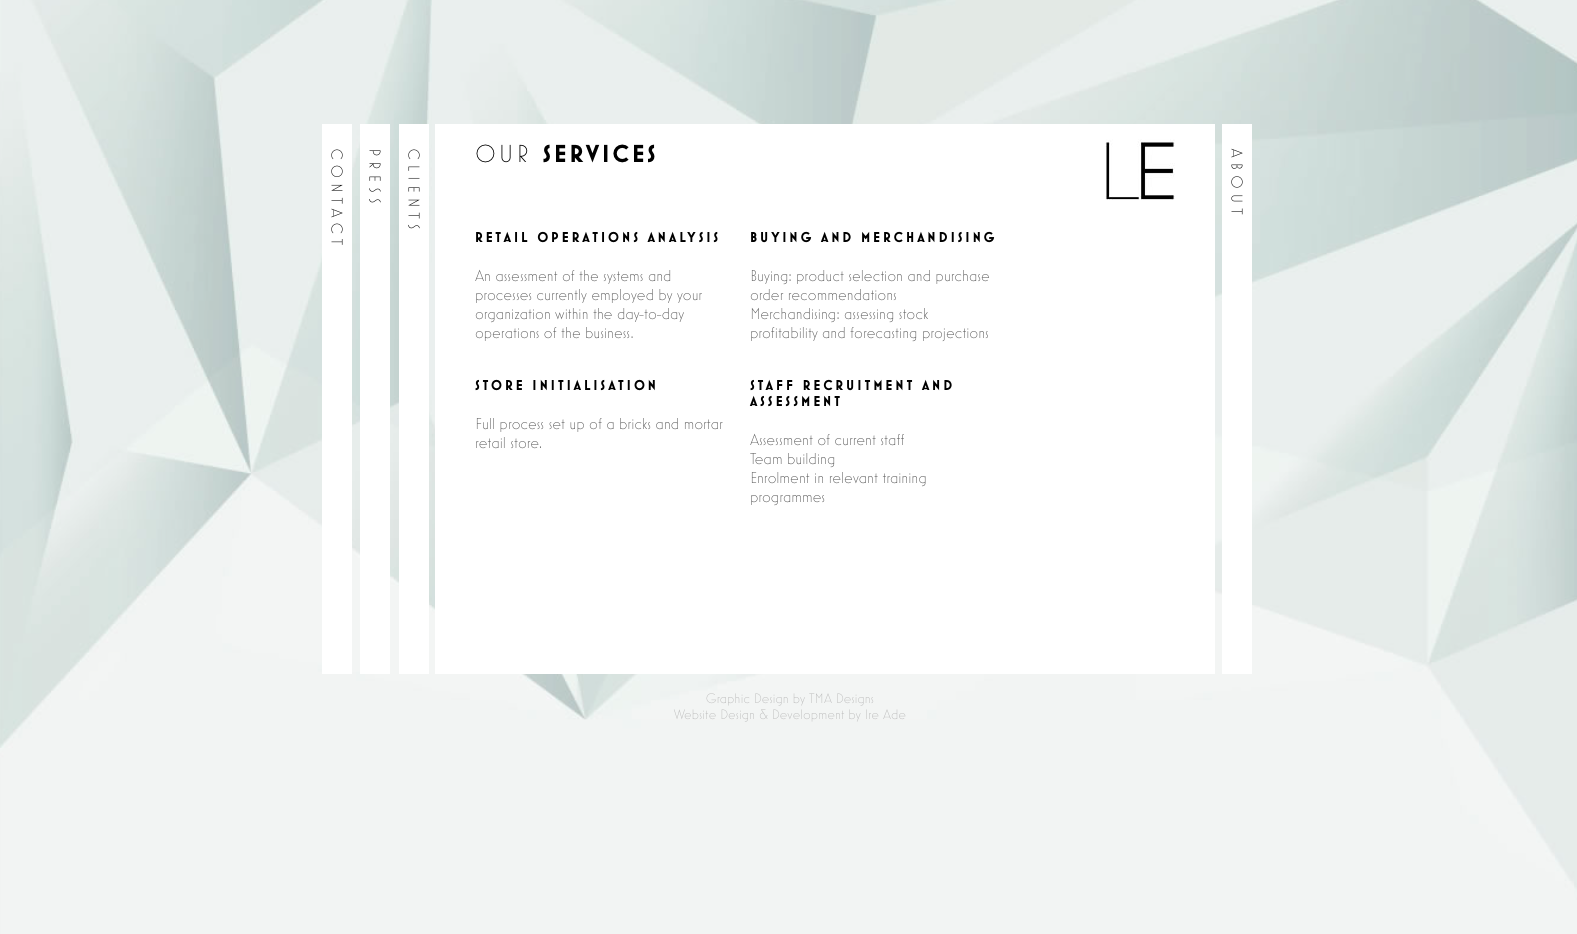 CONTACT
PRESS
CLIENTS
OUR SERVICES
LE
ABOUT
RETAIL OPERATIONS ANALYSIS
An assessment of the systems and
processes currently employed by your
organization within the day-to-day
operations of the business.
STORE INITIALISATION
Full process set up of a bricks and mortar
retail store.
BUYING AND MERCHANDISING
Buying: product selection and purchase
order recommendations
Merchandising: assessing stock
profitability and forecasting projections
STAFF RECRUITMENT AND
ASSESSMENT
Assessment of current staff
Team building
Enrolment in relevant training
programmes
Graphic Design by TMA Designs
Website Design & Development by Ire Ade